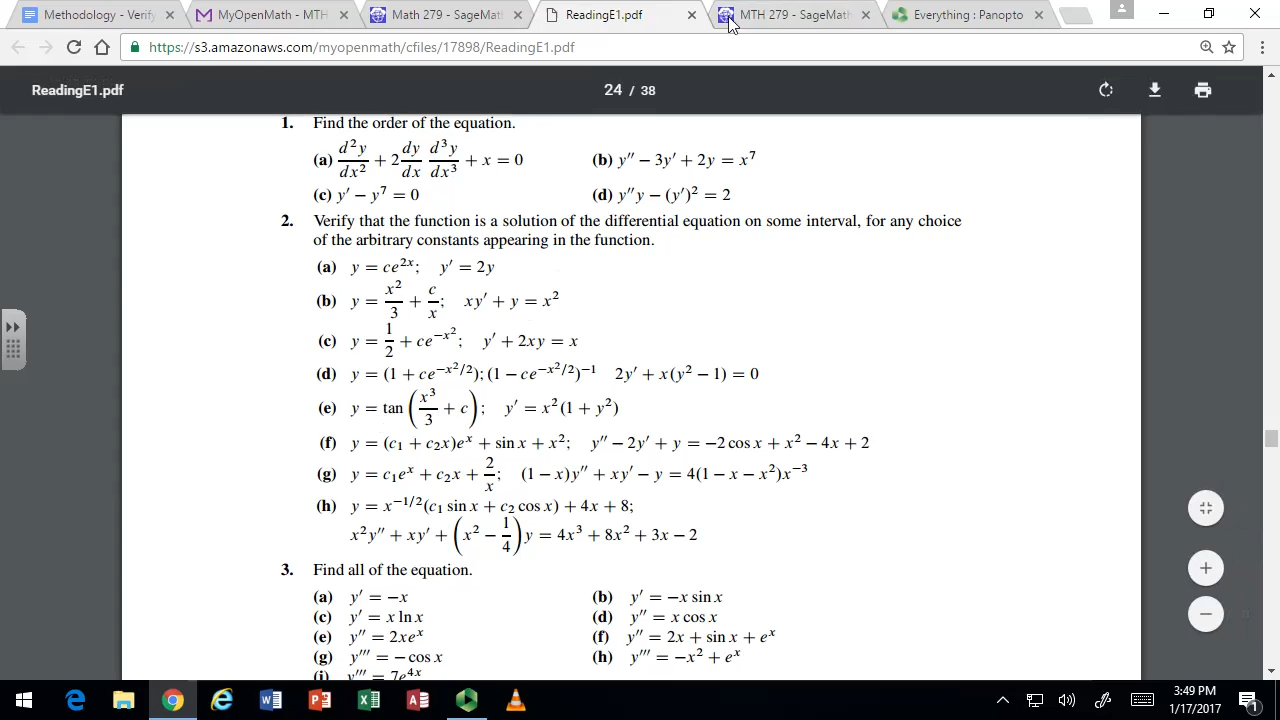 Methodology - Verify
MyOpenMath - MTH
Math 279 - SageMath
ReadingE1.pdf
MTH 279 - SageMath
Everything : Panopto
https://s3.amazonaws.com/myopenmath/cfiles/17898/ReadingE1.pdf
ReadingE1.pdf
24 / 38
1. Find the order of the equation.
(a) d²y/dx² + 2 dy/dx d³y/dx³ + x = 0 (b) y″ − 3y′ + 2y = x⁷
(c) y′ − y⁷ = 0 (d) y″y − (y′)² = 2
2. Verify that the function is a solution of the differential equation on some interval, for any choice
of the arbitrary constants appearing in the function.
(a) y = ce²ˣ; y′ = 2y
(b) y = x²/3 + c/x; xy′ + y = x²
(c) y = 1/2 + ce^(−x²); y′ + 2xy = x
(d) y = (1 + ce^(−x²/2)); (1 − ce^(−x²/2))⁻¹ 2y′ + x(y² − 1) = 0
(e) y = tan (x³/3 + c); y′ = x²(1 + y²)
(f) y = (c₁ + c₂x)eˣ + sin x + x²; y″ − 2y′ + y = −2 cos x + x² − 4x + 2
(g) y = c₁eˣ + c₂x + 2/x; (1 − x)y″ + xy′ − y = 4(1 − x − x²)x⁻³
(h) y = x^(−1/2)(c₁ sin x + c₂ cos x) + 4x + 8;
x²y″ + xy′ + (x² − 1/4) y = 4x³ + 8x² + 3x − 2
3. Find all of the equation.
(a) y′ = −x (b) y′ = −x sin x
(c) y′ = x ln x (d) y″ = x cos x
(e) y″ = 2xeˣ (f) y″ = 2x + sin x + eˣ
(g) y‴ = − cos x (h) y‴ = −x² + eˣ
(i) y‴ = 7e⁴ˣ
3:49 PM
1/17/2017